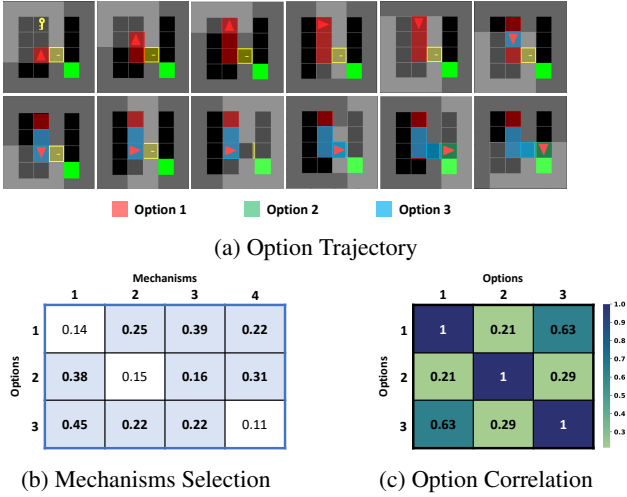 Option 1 Option 2 Option 3
(a) Option Trajectory
Mechanisms
1 2 3 4
Options
1 0.14 0.25 0.39 0.22
2 0.38 0.15 0.16 0.31
3 0.45 0.22 0.22 0.11
(b) Mechanisms Selection
Options
1 2 3
Options
1 1 0.21 0.63
2 0.21 1 0.29
3 0.63 0.29 1
1.0
0.9
0.8
0.7
0.6
0.5
0.4
0.3
(c) Option Correlation